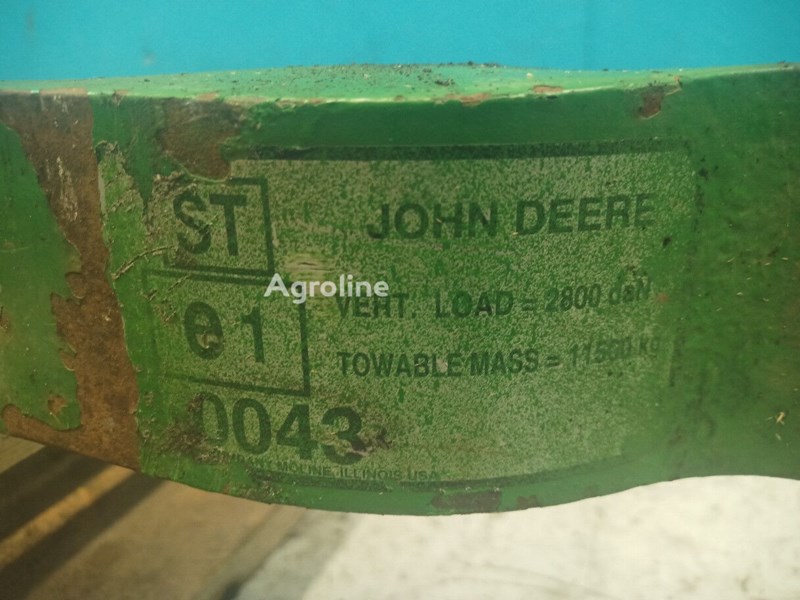 ST
JOHN DEERE
Agroline
VERT. LOAD = 2800 daN
e1
TOWABLE MASS = 11500 kg
0043
MOLINE, ILLINOIS USA